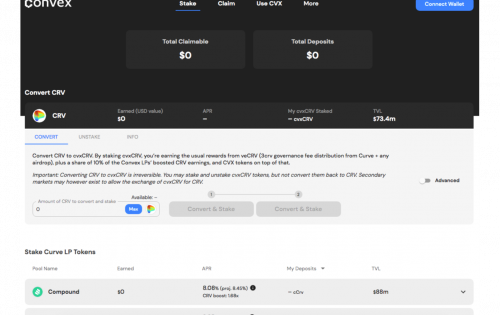 Convex
Stake Claim Use CVX More
Connect Wallet
Total Claimable
$0
Total Deposits
$0
Convert CRV
CRV
Earned (USD value)
$0
APR
–
My cvxCRV Staked
– cvxCRV
TVL
$73.4m
CONVERT UNSTAKE INFO
Convert CRV to cvxCRV. By staking cvxCRV, you're earning the usual rewards from veCRV (3crv governance fee distribution from Curve + any
airdrop), plus a share of 10% of the Convex LPs' boosted CRV earnings, and CVX tokens on top of that.
Important: Converting CRV to cvxCRV is irreversible. You may stake and unstake cvxCRV tokens, but not convert them back to CRV. Secondary
markets may however exist to allow the exchange of cvxCRV for CRV.
Advanced
Available: -
Amount of CRV to convert and stake
0
Max
1
2
Convert & Stake
Convert & Stake
Stake Curve LP Tokens
Pool Name Earned APR My Deposits TVL
Compound
$0
8.08% (proj. 8.45%)
CRV boost: 1.88x
– cCrv
$88m